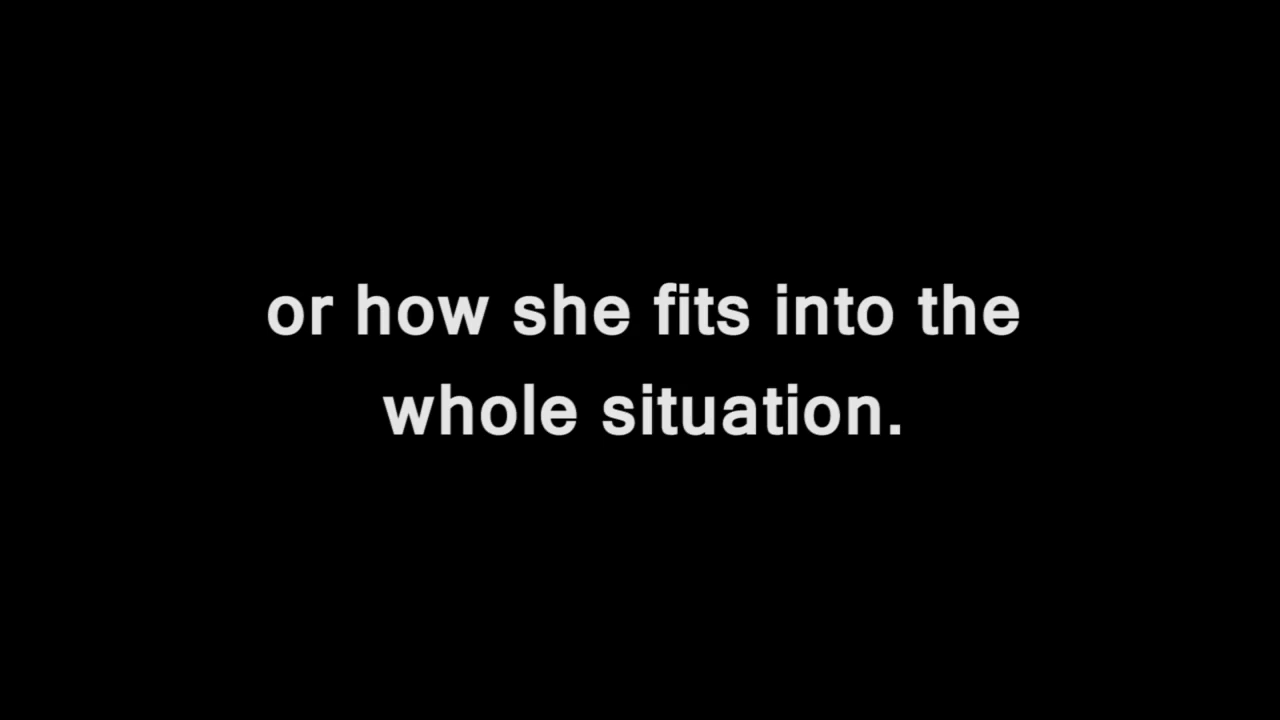 or how she fits into the
whole situation.